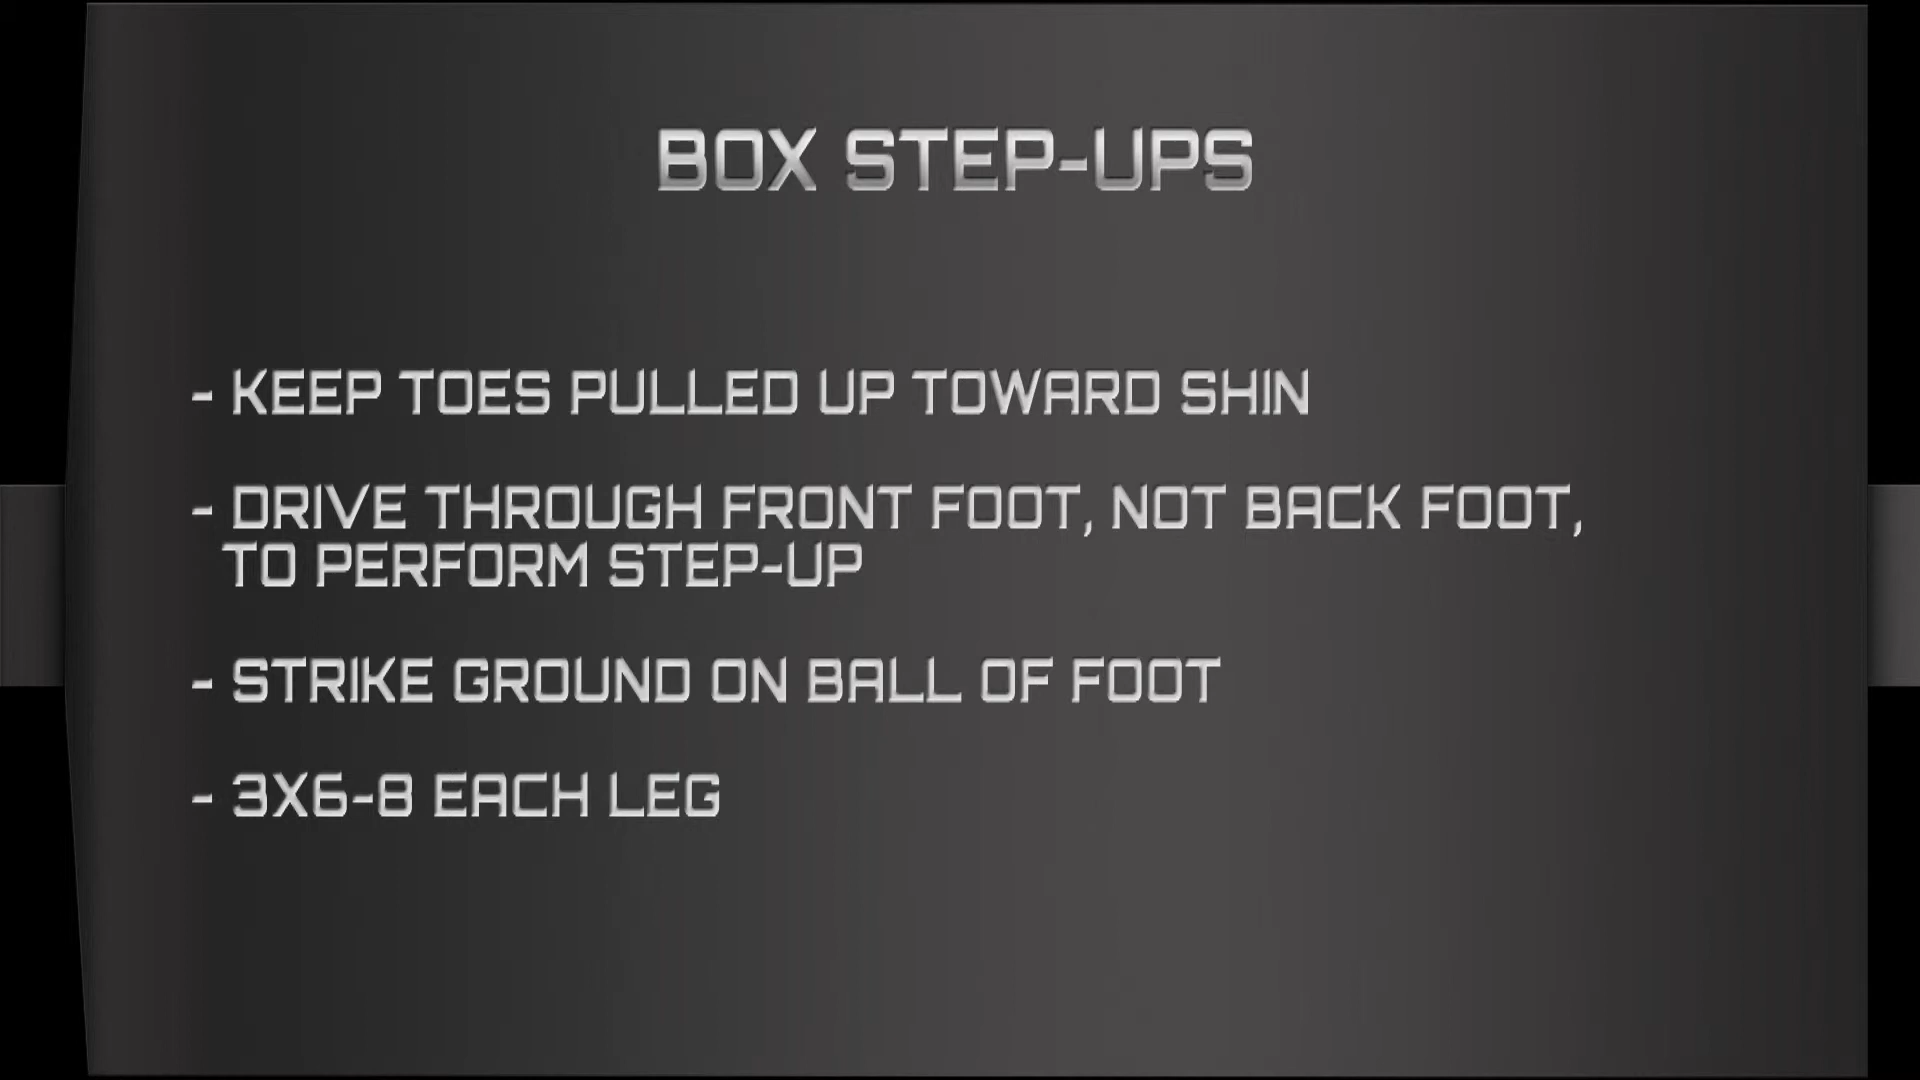 BOX STEP-UPS
- KEEP TOES PULLED UP TOWARD SHIN
- DRIVE THROUGH FRONT FOOT, NOT BACK FOOT,
TO PERFORM STEP-UP
- STRIKE GROUND ON BALL OF FOOT
- 3X6-8 EACH LEG